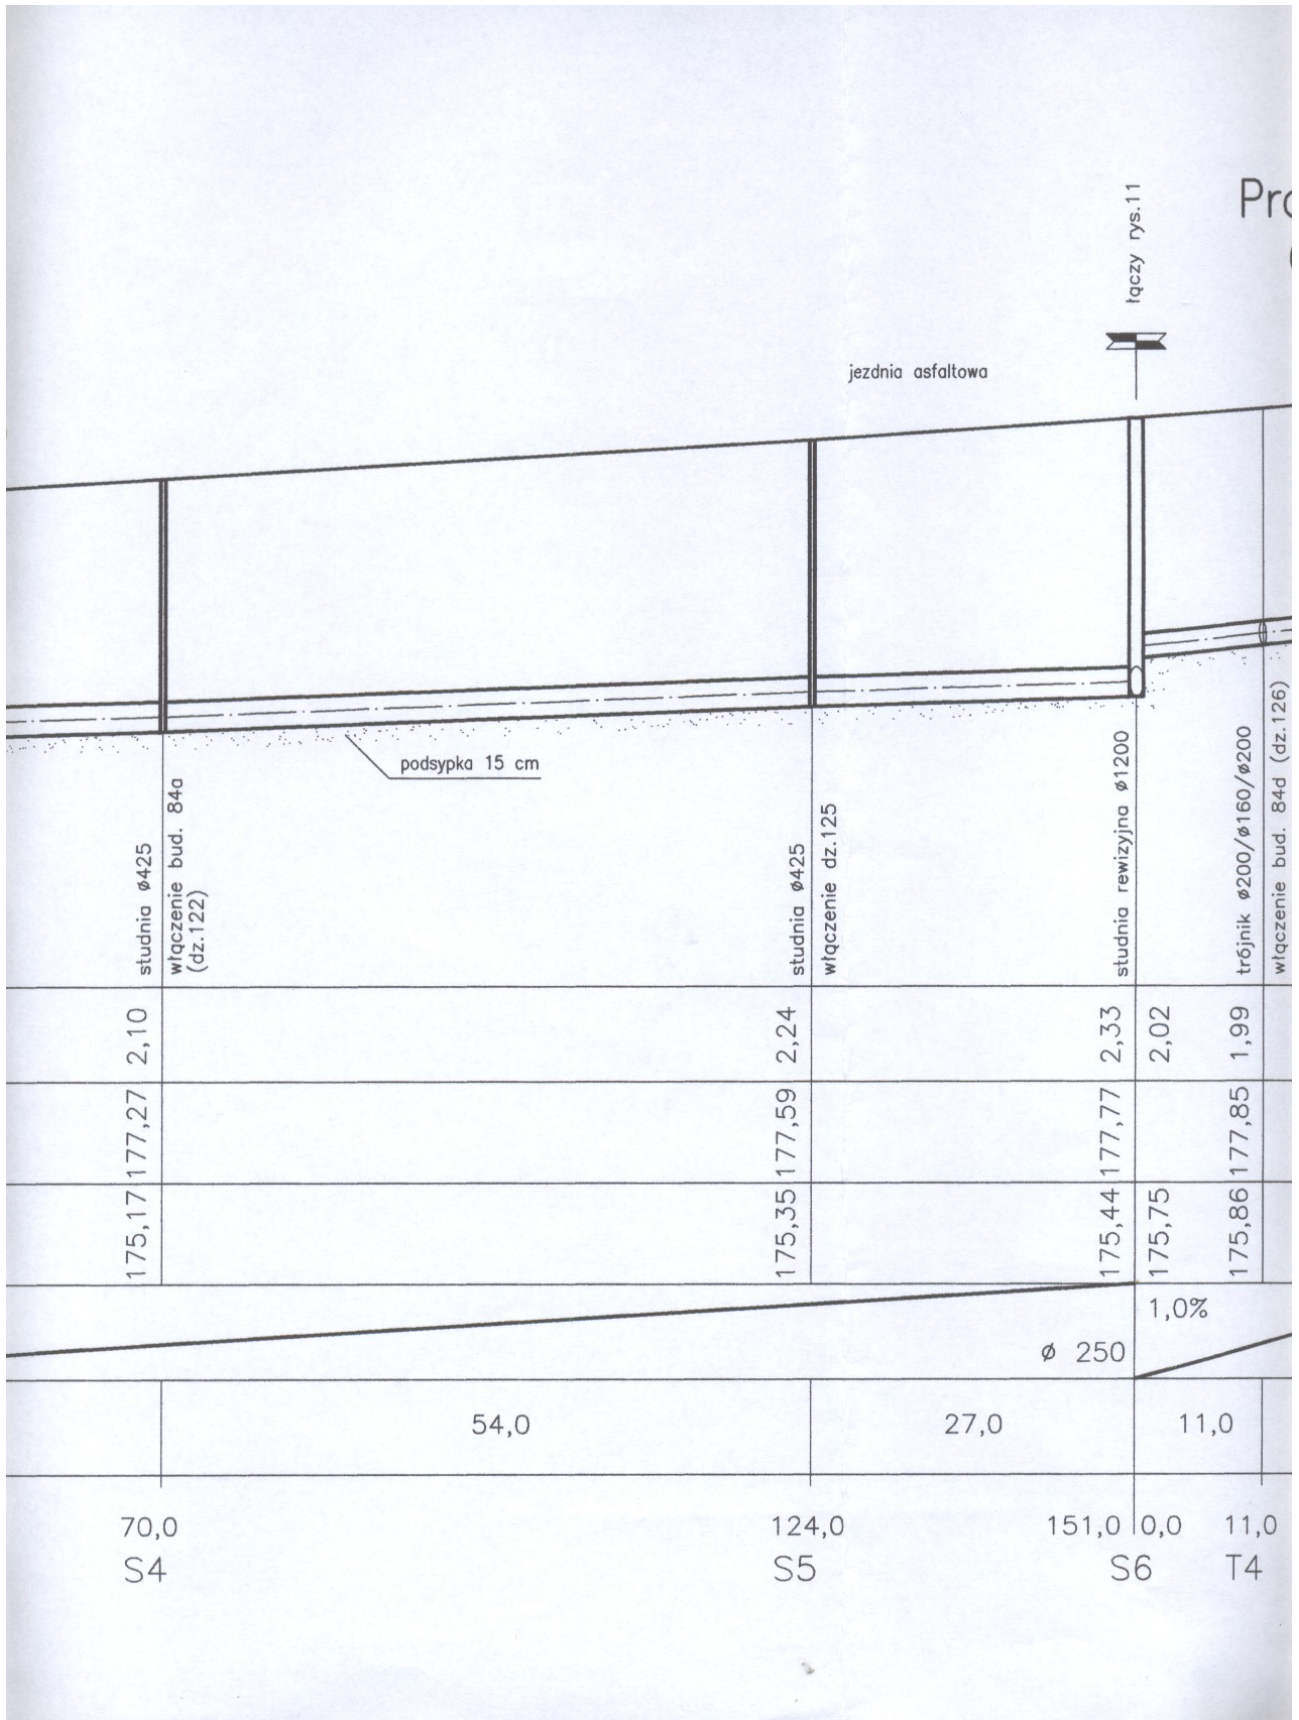 Pro
łączy rys.11
jezdnia asfaltowa
podsypka 15 cm
studnia ø425
włączenie bud. 84a
(dz.122)
studnia ø425
włączenie dz.125
studnia rewizyjna ø1200
trójnik ø200/ø160/ø200
włączenie bud. 84d (dz.126)
2,10
2,24
2,33
2,02
1,99
177,27
177,59
177,77
177,85
175,17
175,35
175,44
175,75
175,86
1,0%
ø 250
54,0
27,0
11,0
70,0
124,0
151,0
0,0
11,0
S4
S5
S6
T4